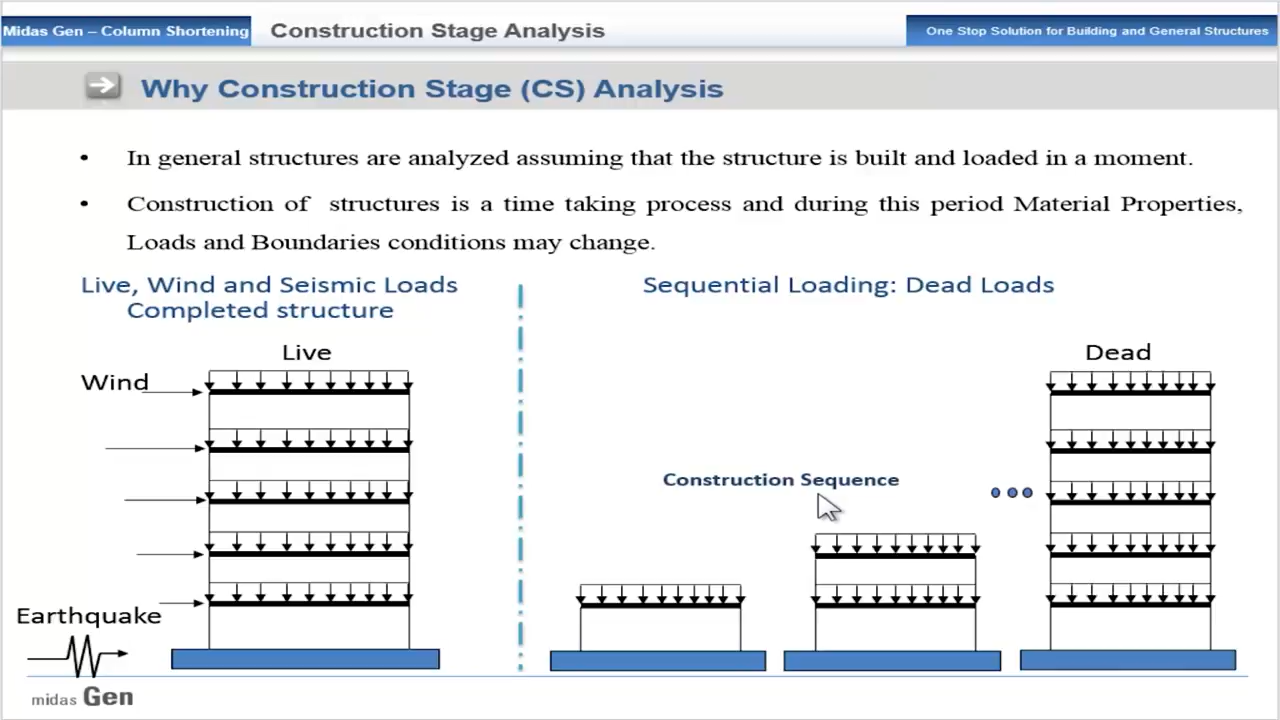 Midas Gen – Column Shortening
Construction Stage Analysis
One Stop Solution for Building and General Structures
Why Construction Stage (CS) Analysis
• In general structures are analyzed assuming that the structure is built and loaded in a moment.
• Construction of structures is a time taking process and during this period Material Properties,
Loads and Boundaries conditions may change.
Live, Wind and Seismic Loads
Completed structure
Sequential Loading: Dead Loads
Live
Dead
Wind
Construction Sequence
Earthquake
midas Gen